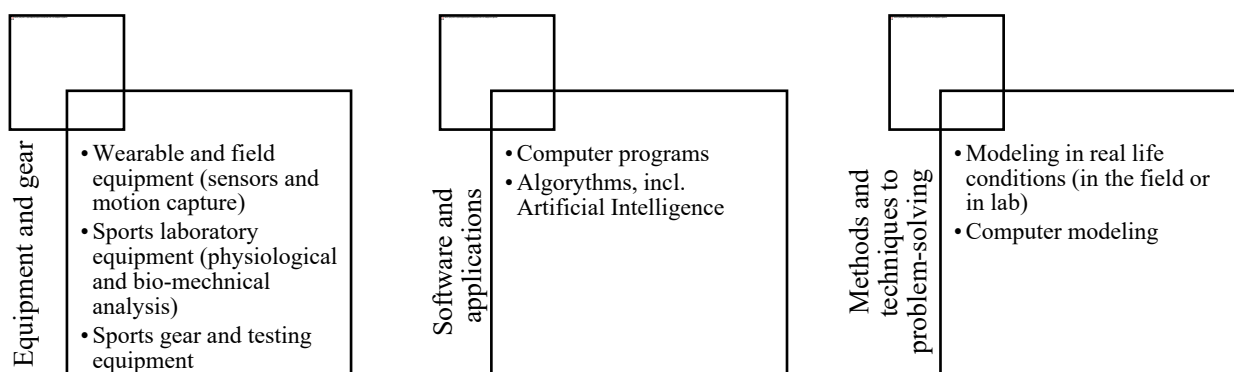 Equipment and gear
• Wearable and field
equipment (sensors and
motion capture)
• Sports laboratory
equipment (physiological
and bio-mechnical
analysis)
• Sports gear and testing
equipment
Software and
applications
• Computer programs
• Algorythms, incl.
Artificial Intelligence
Methods and
techniques to
problem-solving
• Modeling in real life
conditions (in the field or
in lab)
• Computer modeling